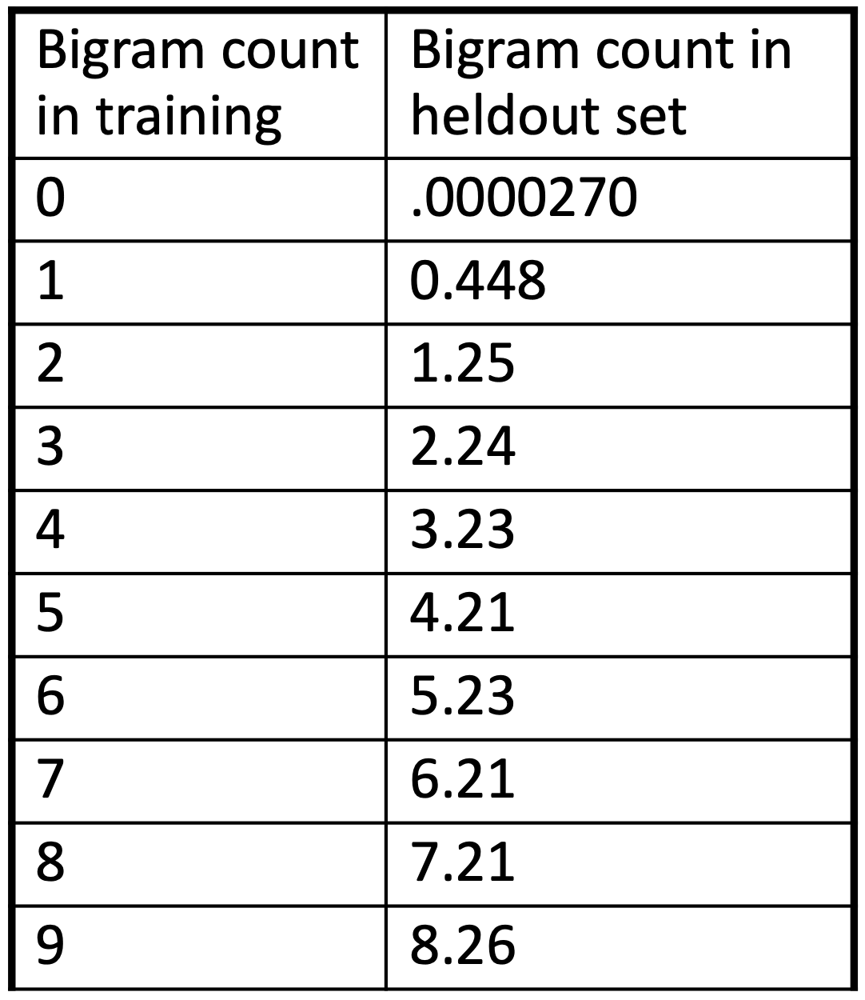 Bigram count in training | Bigram count in heldout set
0 | .0000270
1 | 0.448
2 | 1.25
3 | 2.24
4 | 3.23
5 | 4.21
6 | 5.23
7 | 6.21
8 | 7.21
9 | 8.26